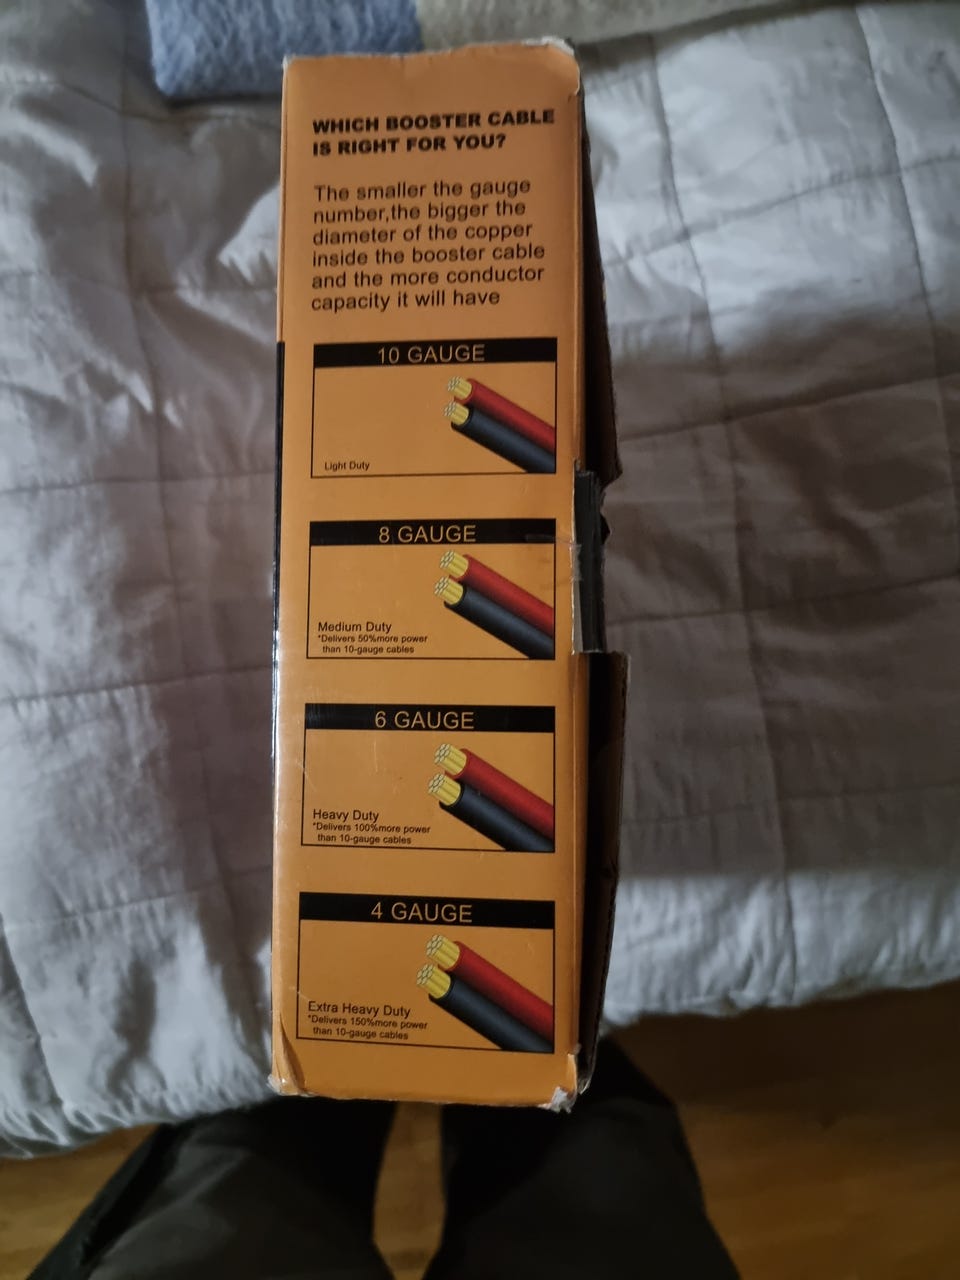 WHICH BOOSTER CABLE
IS RIGHT FOR YOU?
The smaller the gauge
number,the bigger the
diameter of the copper
inside the booster cable
and the more conductor
capacity it will have
10 GAUGE
Light Duty
8 GAUGE
Medium Duty
*Delivers 50%more power
than 10-gauge cables
6 GAUGE
Heavy Duty
*Delivers 100%more power
than 10-gauge cables
4 GAUGE
Extra Heavy Duty
*Delivers 150%more power
than 10-gauge cables